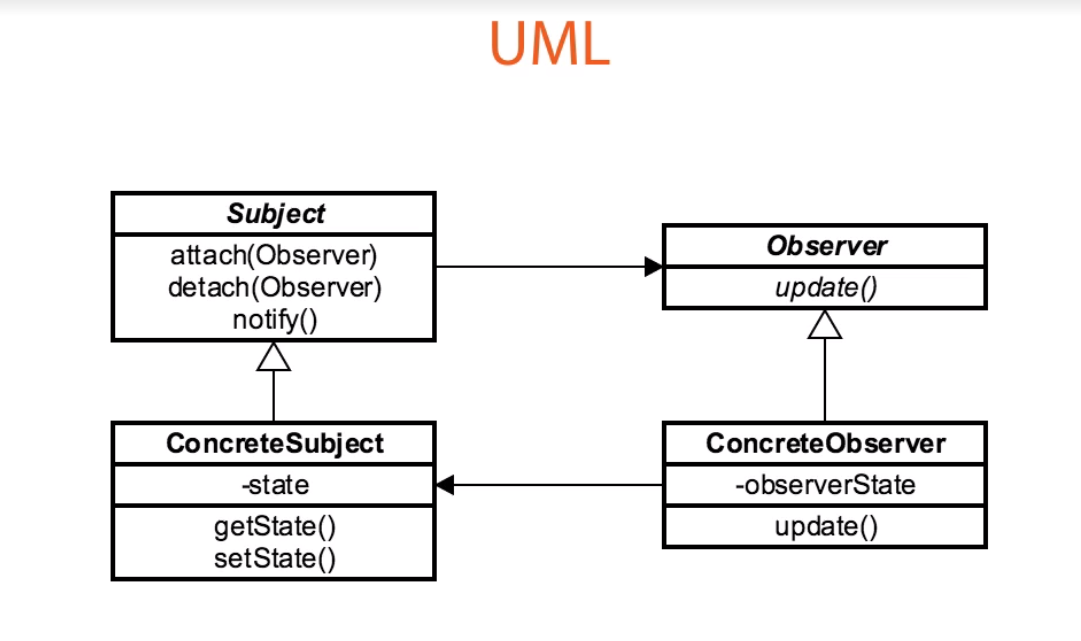 UML
Subject
attach(Observer)
detach(Observer)
notify()
Observer
update()
ConcreteSubject
-state
getState()
setState()
ConcreteObserver
-observerState
update()